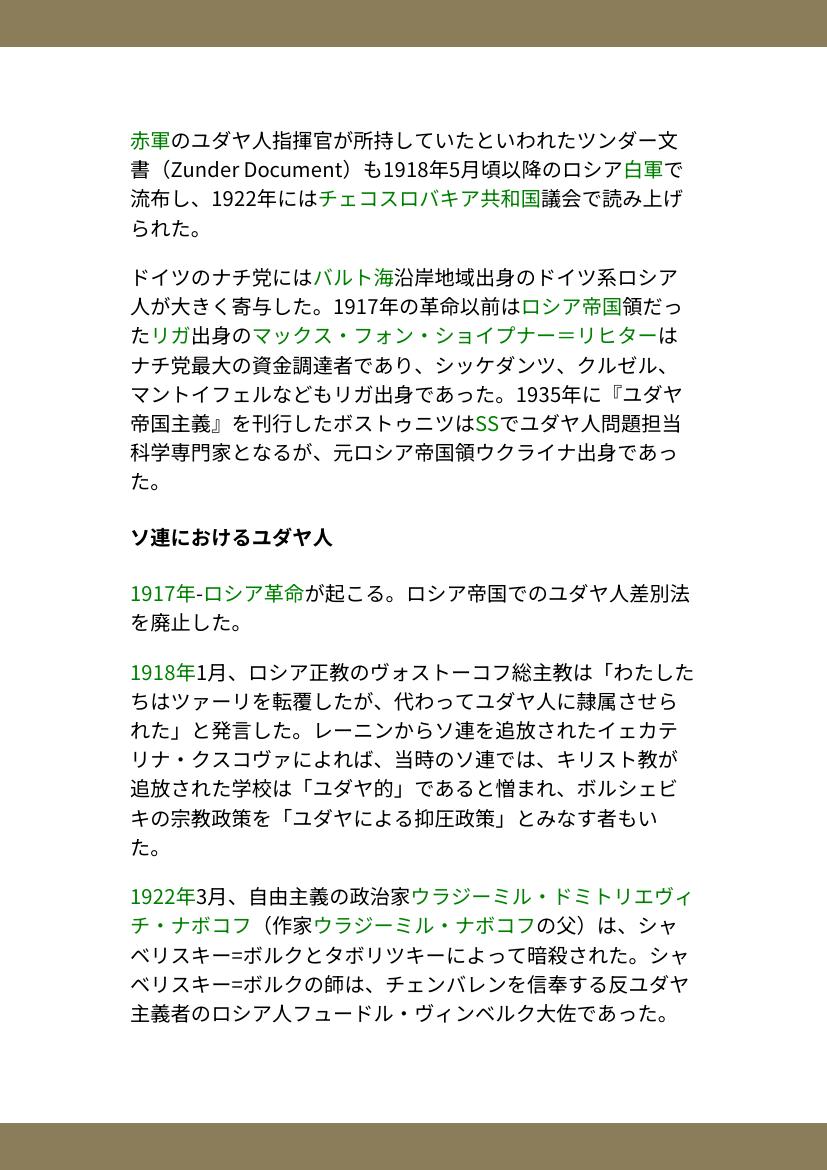 赤軍のユダヤ人指揮官が所持していたといわれたツンダー文
書（Zunder Document）も1918年5月頃以降のロシア白軍で
流布し、1922年にはチェコスロバキア共和国議会で読み上げ
られた。
ドイツのナチ党にはバルト海沿岸地域出身のドイツ系ロシア
人が大きく寄与した。1917年の革命以前はロシア帝国領だっ
たリガ出身のマックス・フォン・ショイプナー＝リヒターは
ナチ党最大の資金調達者であり、シッケダンツ、クルゼル、
マントイフェルなどもリガ出身であった。1935年に『ユダヤ
帝国主義』を刊行したボストゥニツはSSでユダヤ人問題担当
科学専門家となるが、元ロシア帝国領ウクライナ出身であっ
た。
ソ連におけるユダヤ人
1917年-ロシア革命が起こる。ロシア帝国でのユダヤ人差別法
を廃止した。
1918年1月、ロシア正教のヴォストーコフ総主教は「わたした
ちはツァーリを転覆したが、代わってユダヤ人に隷属させら
れた」と発言した。レーニンからソ連を追放されたイェカテ
リナ・クスコヴァによれば、当時のソ連では、キリスト教が
追放された学校は「ユダヤ的」であると憎まれ、ボルシェビ
キの宗教政策を「ユダヤによる抑圧政策」とみなす者もい
た。
1922年3月、自由主義の政治家ウラジーミル・ドミトリエヴィ
チ・ナボコフ（作家ウラジーミル・ナボコフの父）は、シャ
ベリスキー=ボルクとタボリツキーによって暗殺された。シャ
ベリスキー=ボルクの師は、チェンバレンを信奉する反ユダヤ
主義者のロシア人フュードル・ヴィンベルク大佐であった。